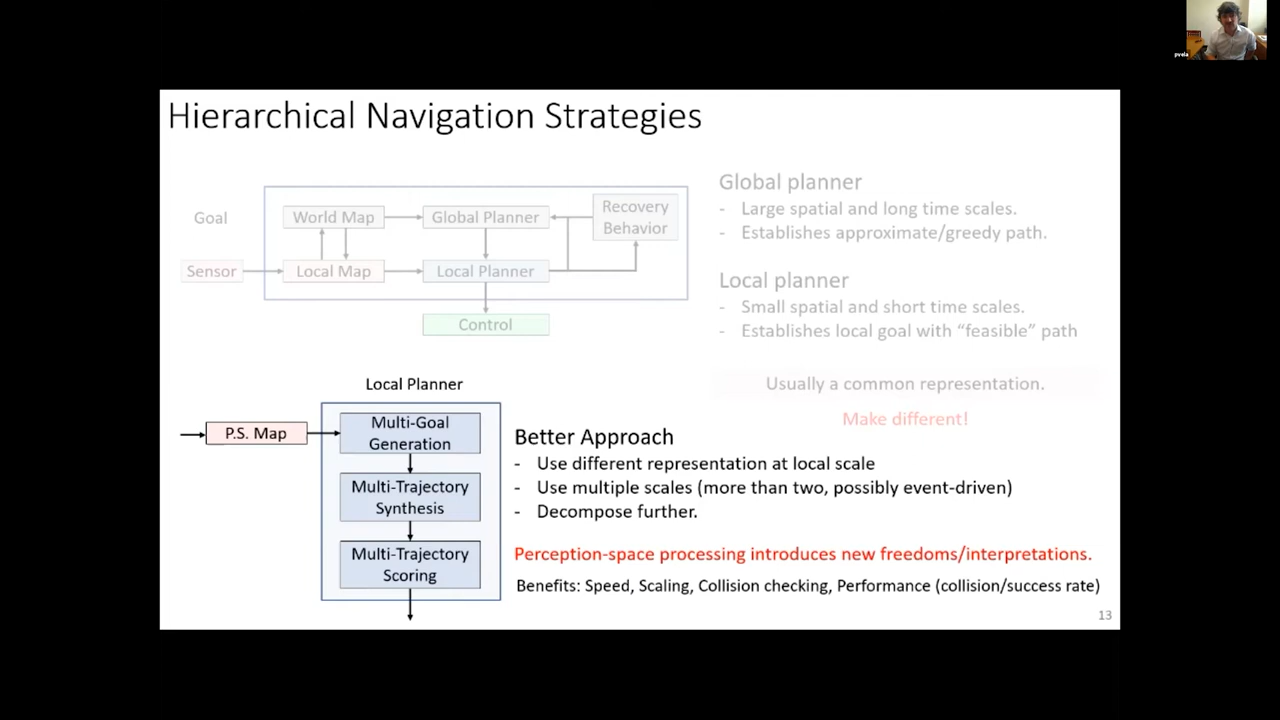 pvela
Hierarchical Navigation Strategies
Goal
World Map
Global Planner
Recovery
Behavior
Sensor
Local Map
Local Planner
Control
Global planner
- Large spatial and long time scales.
- Establishes approximate/greedy path.
Local planner
- Small spatial and short time scales.
- Establishes local goal with “feasible” path
Usually a common representation.
Make different!
Local Planner
P.S. Map
Multi-Goal
Generation
Multi-Trajectory
Synthesis
Multi-Trajectory
Scoring
Better Approach
- Use different representation at local scale
- Use multiple scales (more than two, possibly event-driven)
- Decompose further.
Perception-space processing introduces new freedoms/interpretations.
Benefits: Speed, Scaling, Collision checking, Performance (collision/success rate)
13